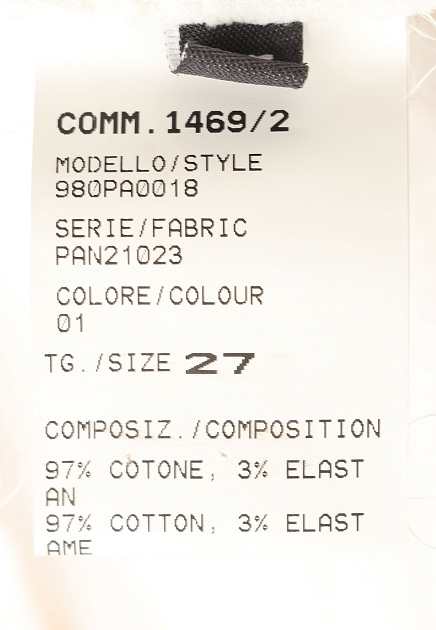 COMM.1469/2
MODELLO/STYLE
980PA0018
SERIE/FABRIC
PAN21023
COLORE/COLOUR
01
TG./SIZE 27
COMPOSIZ./COMPOSITION
97% COTONE, 3% ELAST
AN
97% COTTON, 3% ELAST
AME